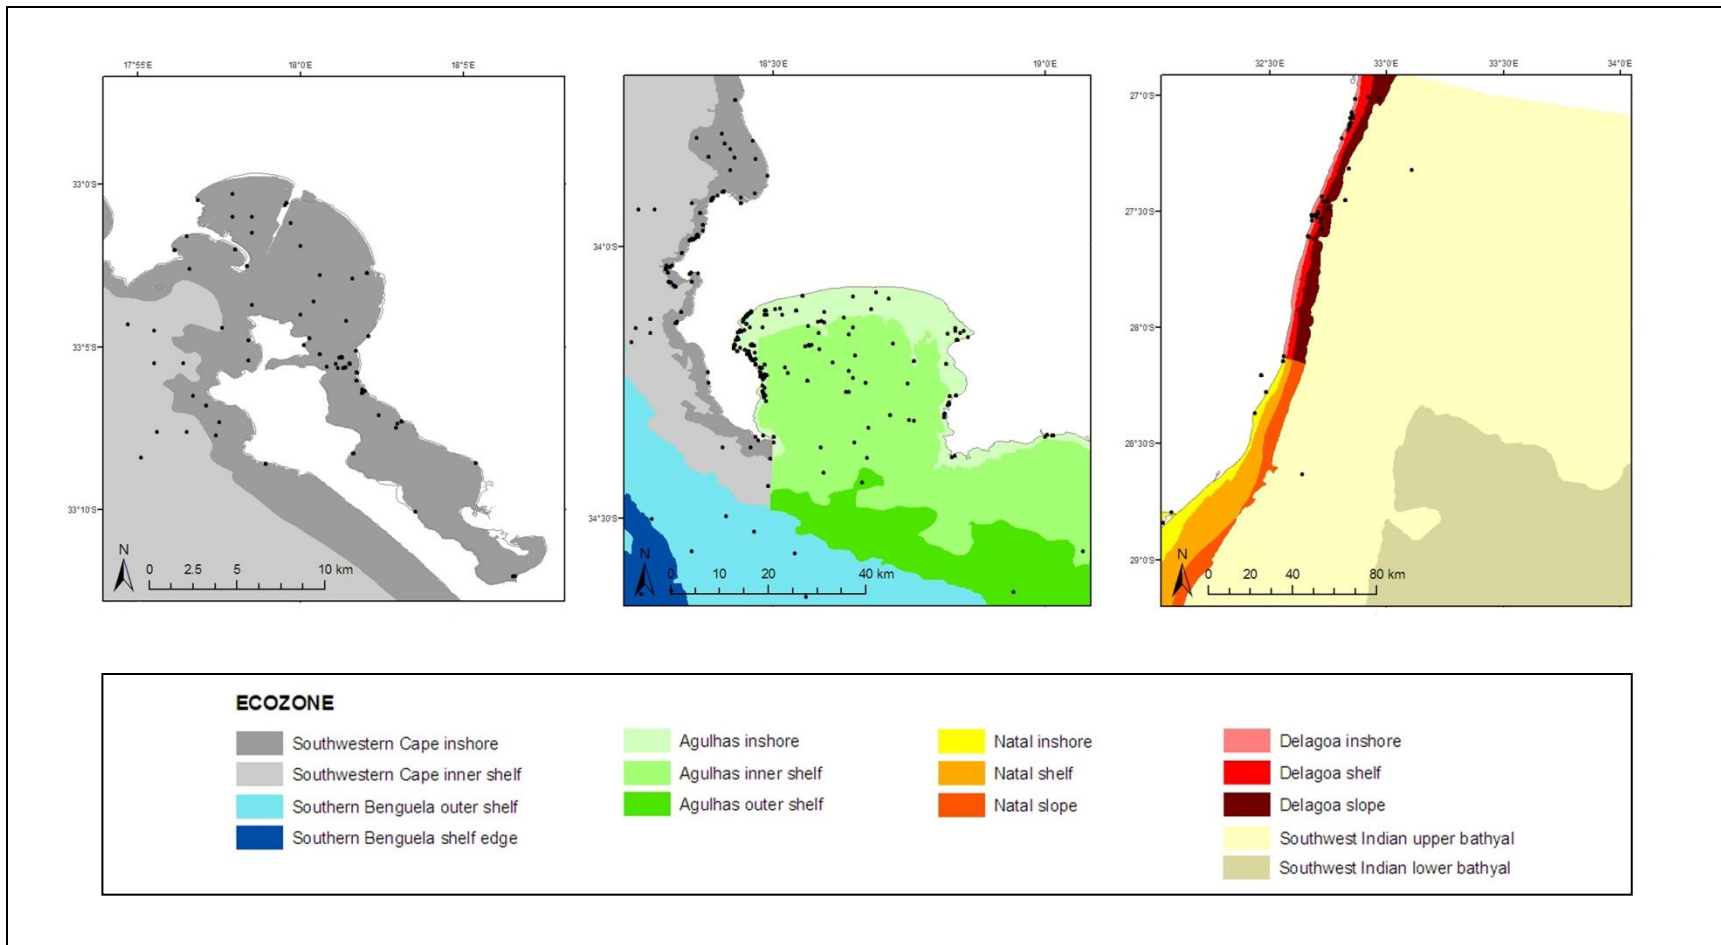 17°55'E 18°0'E 18°5'E
33°0'S
33°5'S
33°10'S
N
0 2.5 5 10 km
18°30'E 19°0'E
34°0'S
34°30'S
N
0 10 20 40 km
32°30'E 33°0'E 33°30'E 34°0'E
27°0'S
27°30'S
28°0'S
28°30'S
29°0'S
N
0 20 40 80 km
ECOZONE
Southwestern Cape inshore
Southwestern Cape inner shelf
Southern Benguela outer shelf
Southern Benguela shelf edge
Agulhas inshore
Agulhas inner shelf
Agulhas outer shelf
Natal inshore
Natal shelf
Natal slope
Delagoa inshore
Delagoa shelf
Delagoa slope
Southwest Indian upper bathyal
Southwest Indian lower bathyal